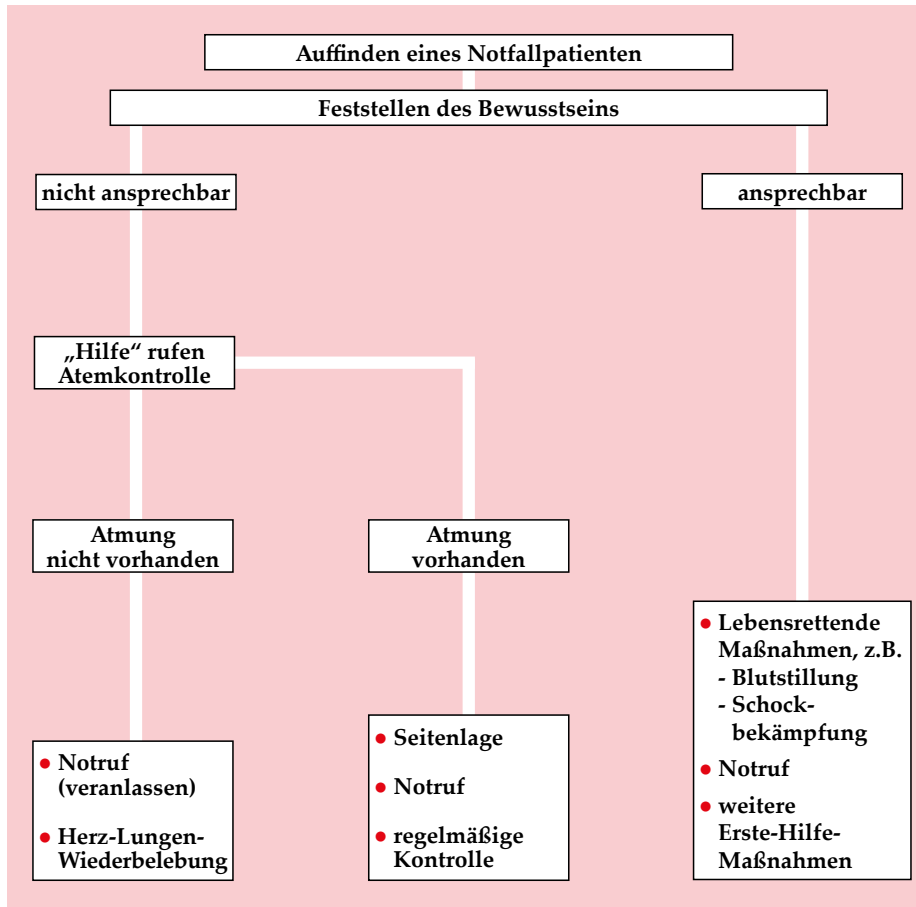 Auffinden eines Notfallpatienten
Feststellen des Bewusstseins
nicht ansprechbar
ansprechbar
„Hilfe“ rufen
Atemkontrolle
Atmung
nicht vorhanden
Atmung
vorhanden
• Notruf
(veranlassen)
• Herz-Lungen-
Wiederbelebung
• Seitenlage
• Notruf
• regelmäßige
Kontrolle
• Lebensrettende
Maßnahmen, z.B.
- Blutstillung
- Schock-
bekämpfung
• Notruf
• weitere
Erste-Hilfe-
Maßnahmen